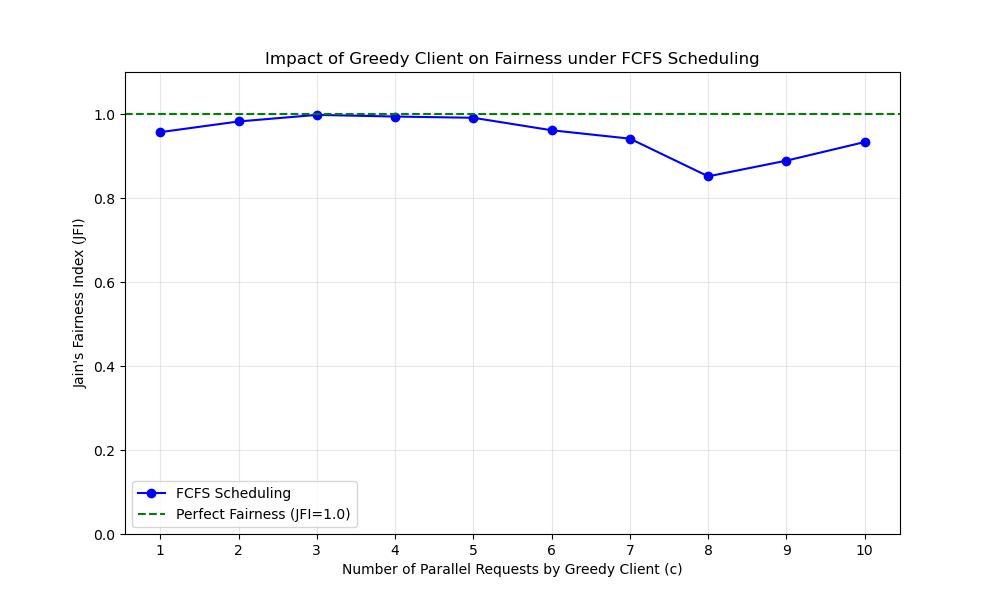 Impact of Greedy Client on Fairness under FCFS Scheduling
Jain's Fairness Index (JFI)
1.0
0.8
0.6
0.4
0.2
0.0
FCFS Scheduling
Perfect Fairness (JFI=1.0)
1 2 3 4 5 6 7 8 9 10
Number of Parallel Requests by Greedy Client (c)